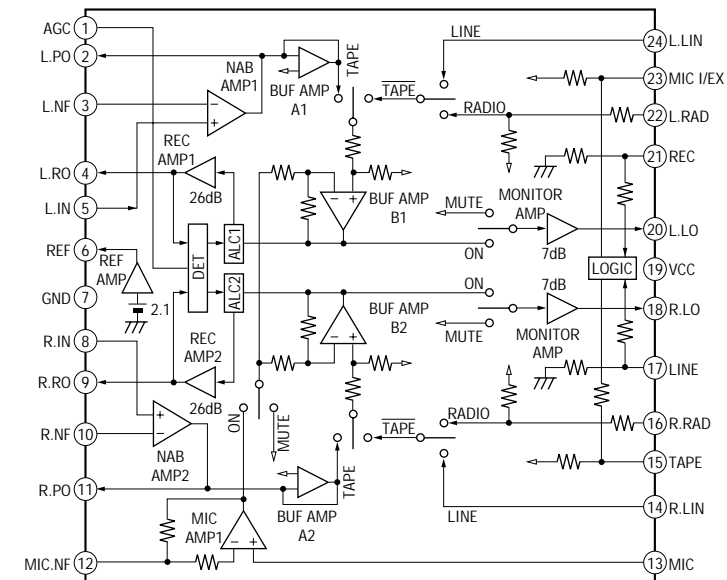 AGC 1
L.PO 2
L.NF 3
L.RO 4
L.IN 5
REF 6
GND 7
R.IN 8
R.RO 9
R.NF 10
R.PO 11
MIC.NF 12
24 L.LIN
23 MIC I/EX
22 L.RAD
21 REC
20 L.LO
19 VCC
18 R.LO
17 LINE
16 R.RAD
15 TAPE
14 R.LIN
13 MIC
NAB
AMP1
-
+
BUF AMP
A1
TAPE
TAPE
LINE
RADIO
REC
AMP1
26dB
ALC1
DET
ALC2
- +
BUF AMP
B1
MUTE
ON
MONITOR
AMP
7dB
LOGIC
REF
AMP
2.1
REC
AMP2
26dB
- +
BUF AMP
B2
ON
MUTE
7dB
MONITOR
AMP
+
-
NAB
AMP2
ON
MUTE
BUF AMP
A2
TAPE
TAPE
RADIO
LINE
MIC
AMP1
- +